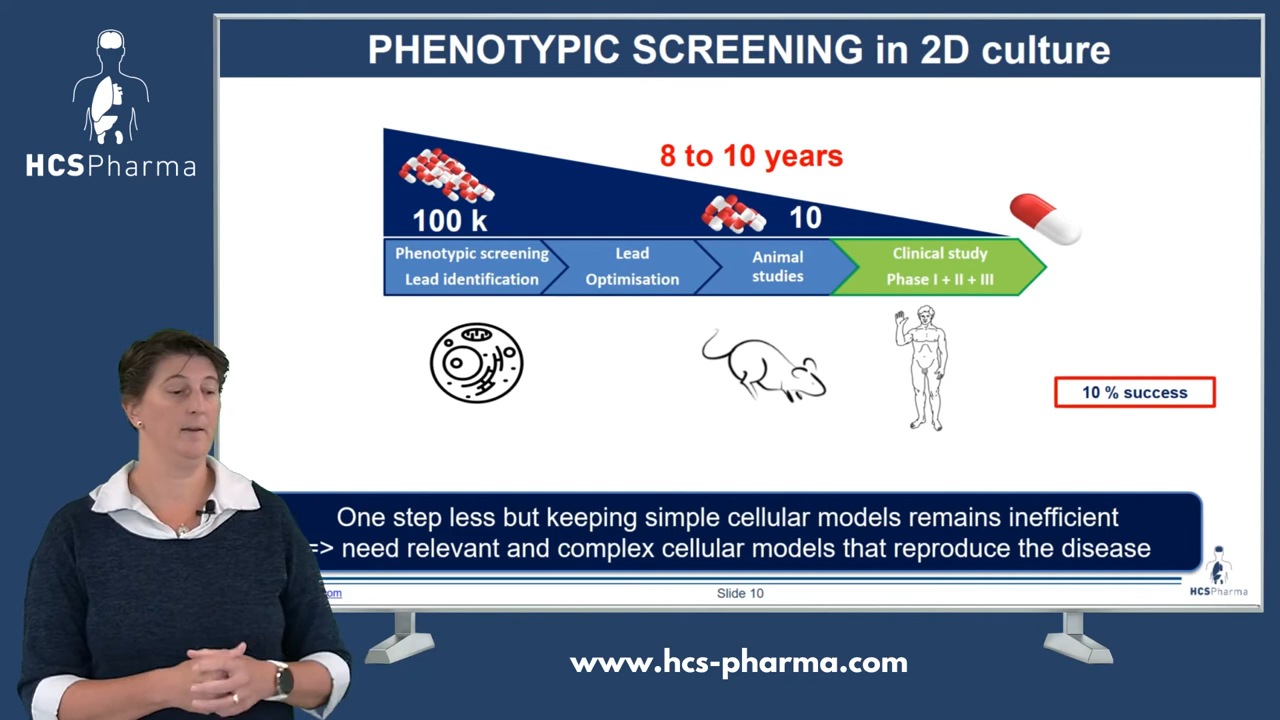 HCSPharma
PHENOTYPIC SCREENING in 2D culture
8 to 10 years
100 k
10
Phenotypic screening
Lead identification
Lead
Optimisation
Animal
studies
Clinical study
Phase I + II + III
10 % success
One step less but keeping simple cellular models remains inefficient
=> need relevant and complex cellular models that reproduce the disease
om
Slide 10
HCSPharma
www.hcs-pharma.com